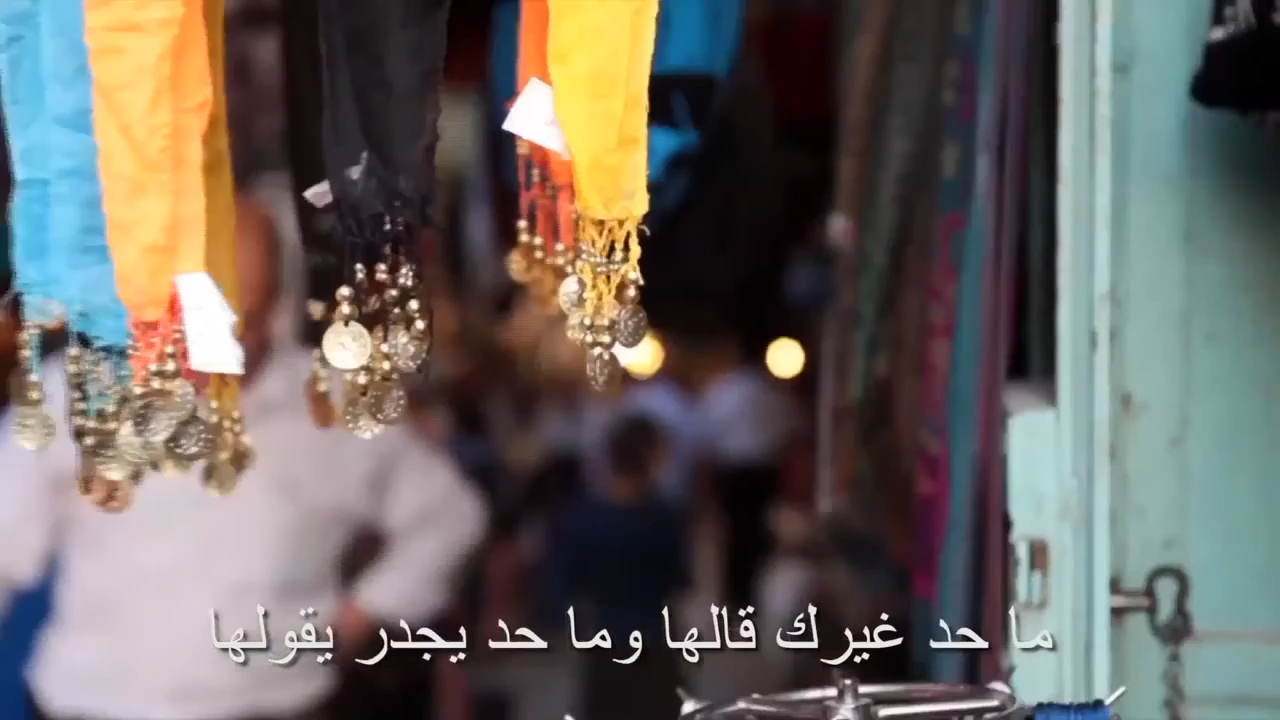 ما حد غيرك قالها وما حد يجدر يقولها